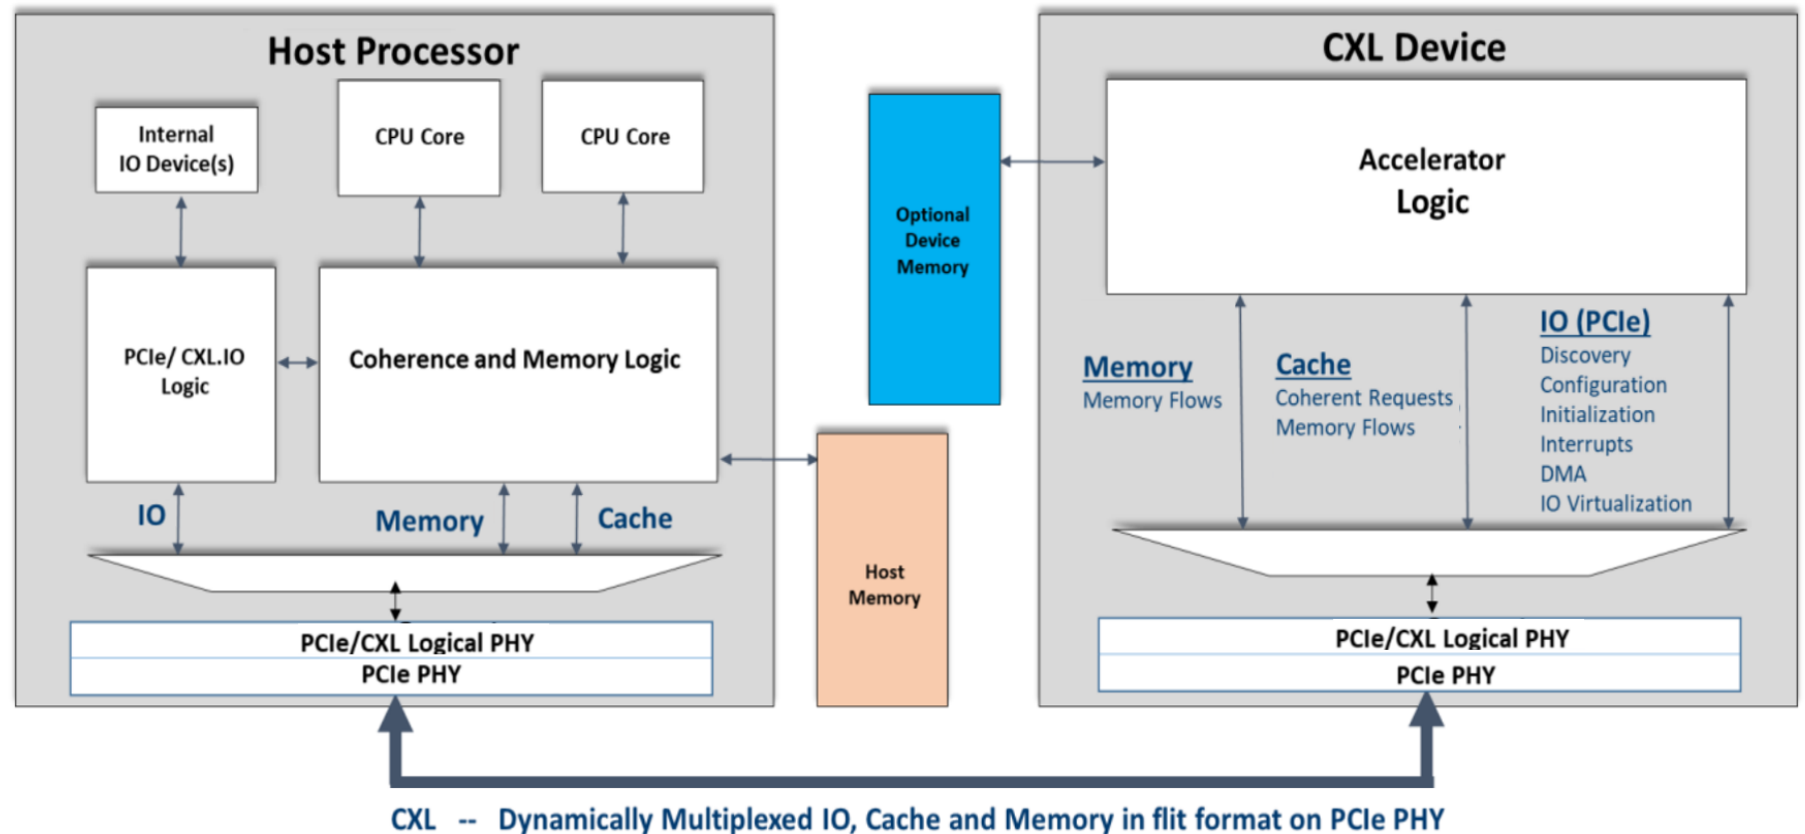 Host Processor
Internal
IO Device(s)
CPU Core
CPU Core
PCIe/ CXL.IO
Logic
Coherence and Memory Logic
IO
Memory
Cache
PCIe/CXL Logical PHY
PCIe PHY
Optional
Device
Memory
Host
Memory
CXL Device
Accelerator
Logic
Memory
Memory Flows
Cache
Coherent Requests
Memory Flows
IO (PCIe)
Discovery
Configuration
Initialization
Interrupts
DMA
IO Virtualization
PCIe/CXL Logical PHY
PCIe PHY
CXL -- Dynamically Multiplexed IO, Cache and Memory in flit format on PCIe PHY